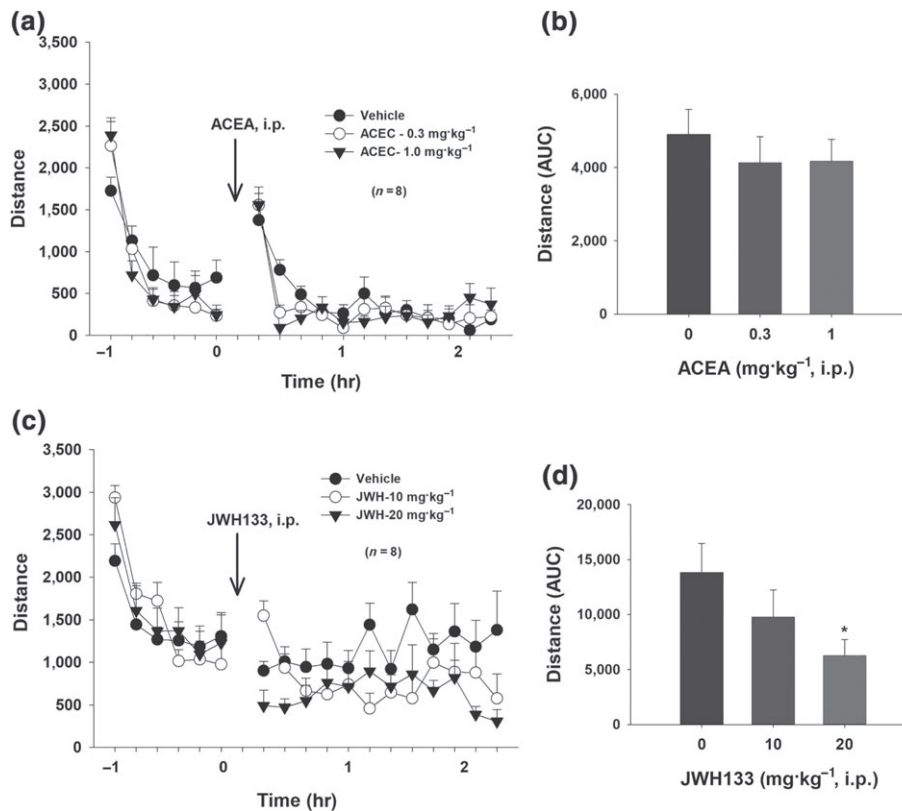 (a)
3,500
3,000
2,500
2,000
1,500
1,000
500
0
Distance
ACEA, i.p.
Vehicle
ACEC - 0.3 mg·kg⁻¹
ACEC- 1.0 mg·kg⁻¹
(n = 8)
–1
0
1
2
Time (hr)
(b)
6,000
4,000
2,000
0
Distance (AUC)
0
0.3
1
ACEA (mg·kg⁻¹, i.p.)
(c)
3,500
3,000
2,500
2,000
1,500
1,000
500
0
Distance
JWH133, i.p.
Vehicle
JWH-10 mg·kg⁻¹
JWH-20 mg·kg⁻¹
(n = 8)
–1
0
1
2
Time (hr)
(d)
20,000
15,000
10,000
5,000
0
Distance (AUC)
*
0
10
20
JWH133 (mg·kg⁻¹, i.p.)